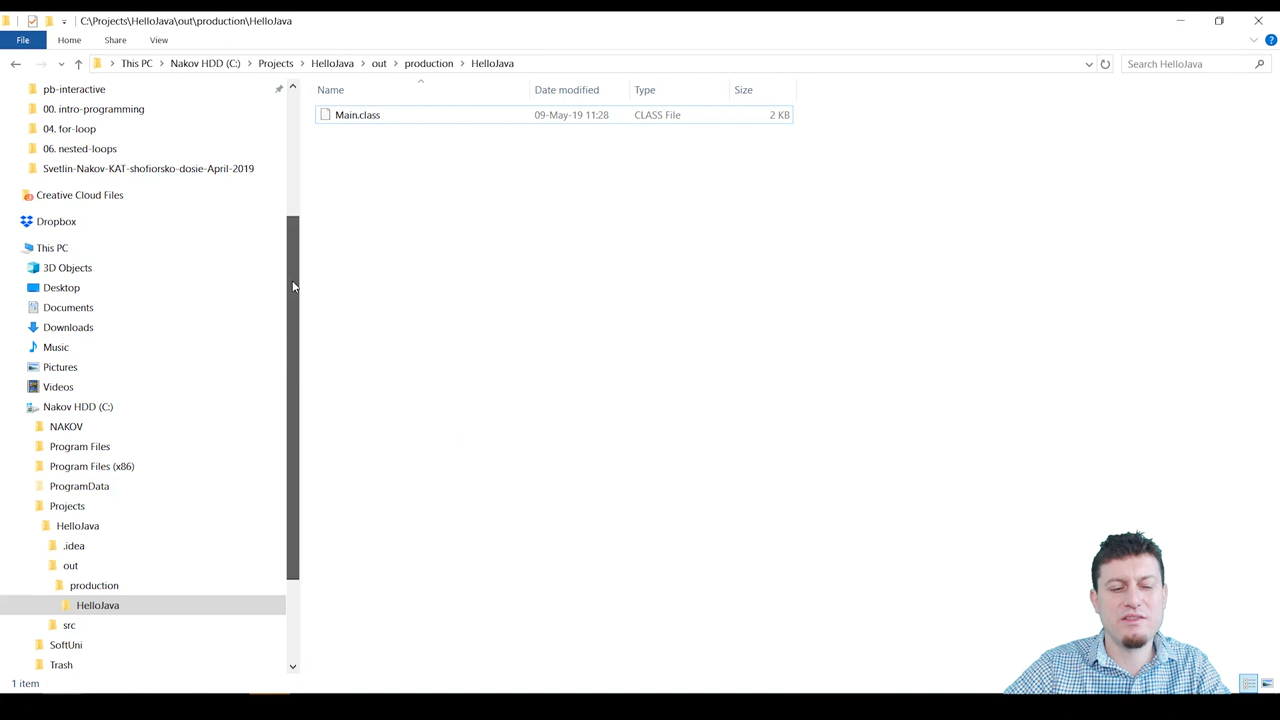 C:\Projects\HelloJava\out\production\HelloJava
File Home Share View
This PC Nakov HDD (C:) Projects HelloJava out production HelloJava
Search HelloJava
pb-interactive
00. intro-programming
04. for-loop
06. nested-loops
Svetlin-Nakov-KAT-shofiorsko-dosie-April-2019
Creative Cloud Files
Dropbox
This PC
3D Objects
Desktop
Documents
Downloads
Music
Pictures
Videos
Nakov HDD (C:)
NAKOV
Program Files
Program Files (x86)
ProgramData
Projects
HelloJava
.idea
out
production
HelloJava
src
SoftUni
Trash
Name Date modified Type Size
Main.class 09-May-19 11:28 CLASS File 2 KB
1 item